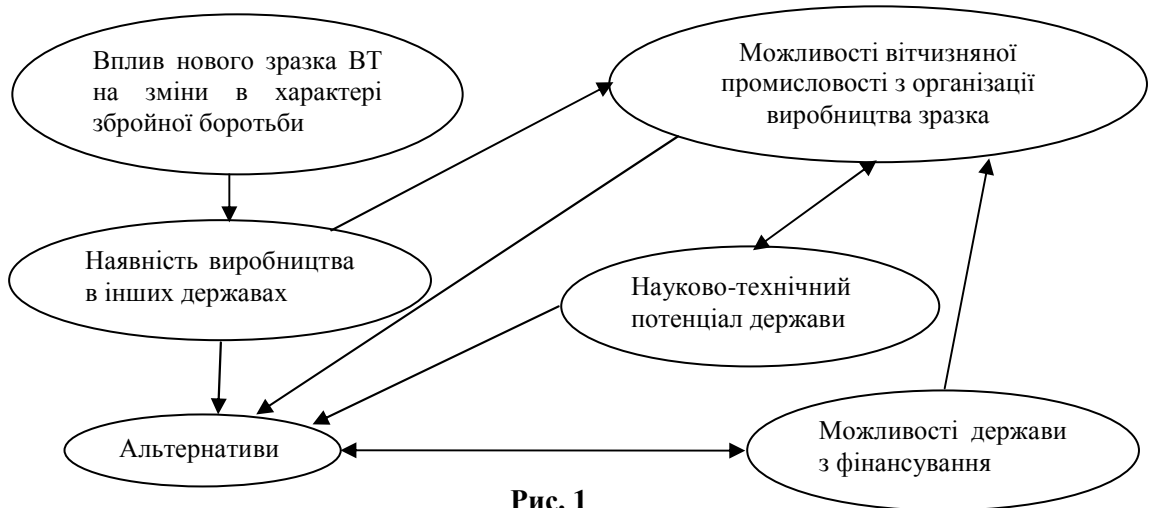 Вплив нового зразка ВТ
на зміни в характері
збройної боротьби
Можливості вітчизняної
промисловості з організації
виробництва зразка
Наявність виробництва
в інших державах
Науково-технічний
потенціал держави
Альтернативи
Можливості держави
з фінансування
Рис. 1